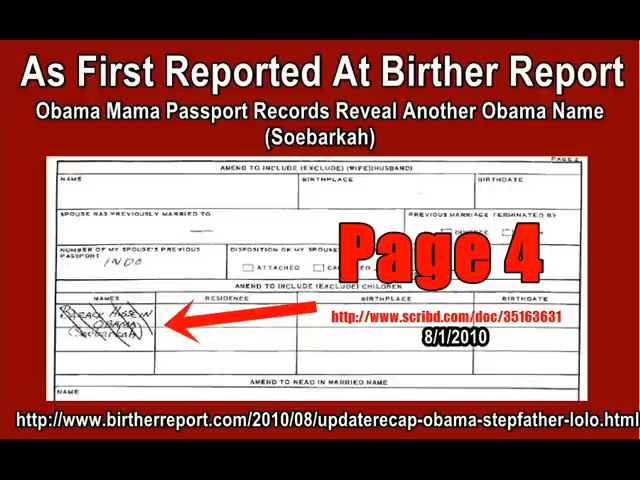 As First Reported At Birther Report
Obama Mama Passport Records Reveal Another Obama Name
(Soebarkah)
PAGE 2
AMEND TO INCLUDE (EXCLUDE) (WIFE)(HUSBAND)
NAME BIRTHPLACE BIRTHDATE
SPOUSE WAS PREVIOUSLY MARRIED TO PREVIOUS MARRIAGE TERMINATED BY
Page 4
NUMBER OF MY SPOUSE'S PREVIOUS
PASSPORT
INDO
DISPOSITION OF MY SPOUSE'
ATTACHED
AMEND TO INCLUDE (EXCLUDE) CHILDREN
NAMES RESIDENCE BIRTHPLACE BIRTHDATE
BARACK HUSSEIN
OBAMA
(SOEBARKAH)
http://www.scribd.com/doc/35163631
8/1/2010
AMEND TO READ IN MARRIED NAME
NAME
http://www.birtherreport.com/2010/08/updaterecap-obama-stepfather-lolo.html